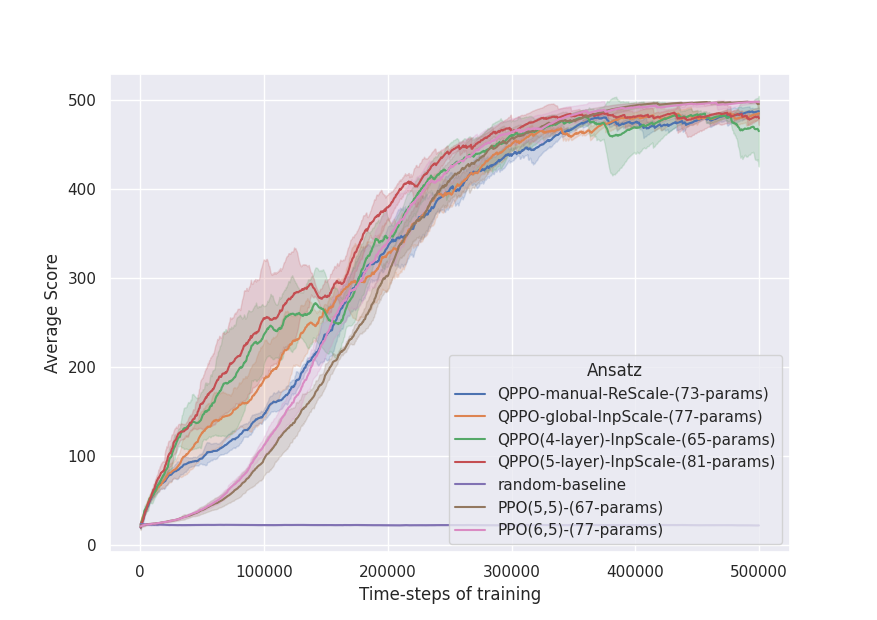 500
400
300
200
100
0
Average Score
Ansatz
QPPO-manual-ReScale-(73-params)
QPPO-global-InpScale-(77-params)
QPPO(4-layer)-InpScale-(65-params)
QPPO(5-layer)-InpScale-(81-params)
random-baseline
PPO(5,5)-(67-params)
PPO(6,5)-(77-params)
0 100000 200000 300000 400000 500000
Time-steps of training